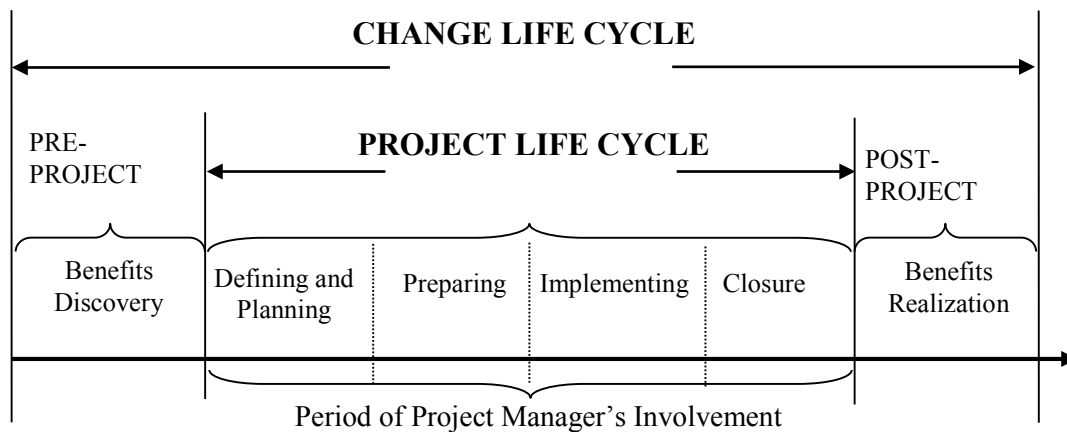 CHANGE LIFE CYCLE
PRE-
PROJECT
PROJECT LIFE CYCLE
POST-
PROJECT
Benefits
Discovery
Defining and
Planning
Preparing
Implementing
Closure
Benefits
Realization
Period of Project Manager’s Involvement